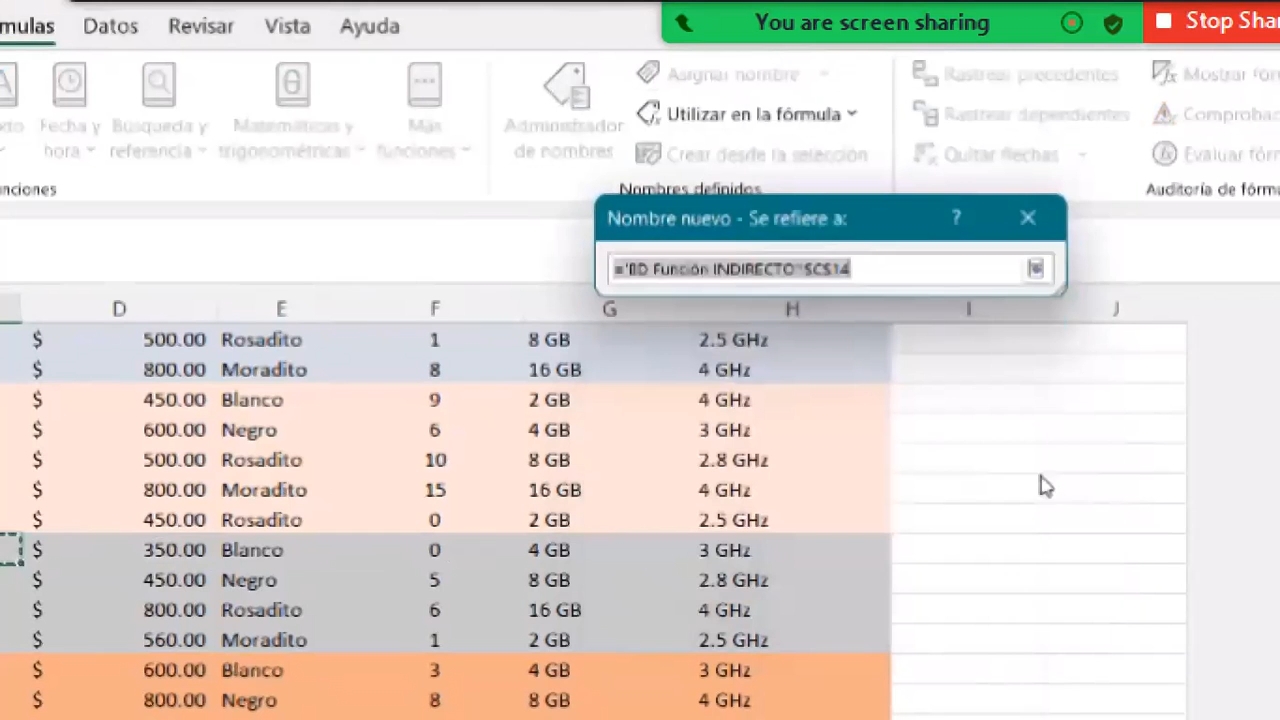 mulas Datos Revisar Vista Ayuda
You are screen sharing
Stop Shar
Asignar nombre
Rastrear precedentes
Mostrar fór
xto Fecha y hora
Búsqueda y referencia
Matemáticas y trigonométricas
Más funciones
Administrador de nombres
Utilizar en la fórmula
Rastrear dependientes
Comprobac
Crear desde la selección
Quitar flechas
Evaluar fórm
nciones
Nombres definidos
Auditoría de fórmu
Nombre nuevo - Se refiere a:
?
='BD Función INDIRECTO'!$C$14
D E F G H I J
$ 500.00 Rosadito 1 8 GB 2.5 GHz
$ 800.00 Moradito 8 16 GB 4 GHz
$ 450.00 Blanco 9 2 GB 4 GHz
$ 600.00 Negro 6 4 GB 3 GHz
$ 500.00 Rosadito 10 8 GB 2.8 GHz
$ 800.00 Moradito 15 16 GB 4 GHz
$ 450.00 Rosadito 0 2 GB 2.5 GHz
$ 350.00 Blanco 0 4 GB 3 GHz
$ 450.00 Negro 5 8 GB 2.8 GHz
$ 800.00 Rosadito 6 16 GB 4 GHz
$ 560.00 Moradito 1 2 GB 2.5 GHz
$ 600.00 Blanco 3 4 GB 3 GHz
$ 800.00 Negro 8 8 GB 4 GHz